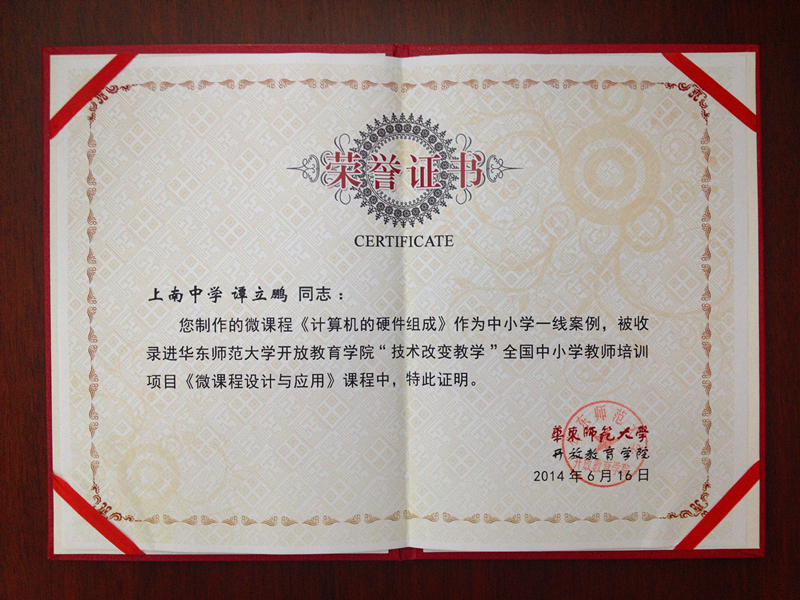 荣誉证书
CERTIFICATE
上南中学 谭立鹏 同志：
您制作的微课程《计算机的硬件组成》作为中小学一线案例，被收
录进华东师范大学开放教育学院“技术改变教学”全国中小学教师培训
项目《微课程设计与应用》课程中，特此证明。
華東師範大學
开放教育学院
2014 年 6 月 16 日